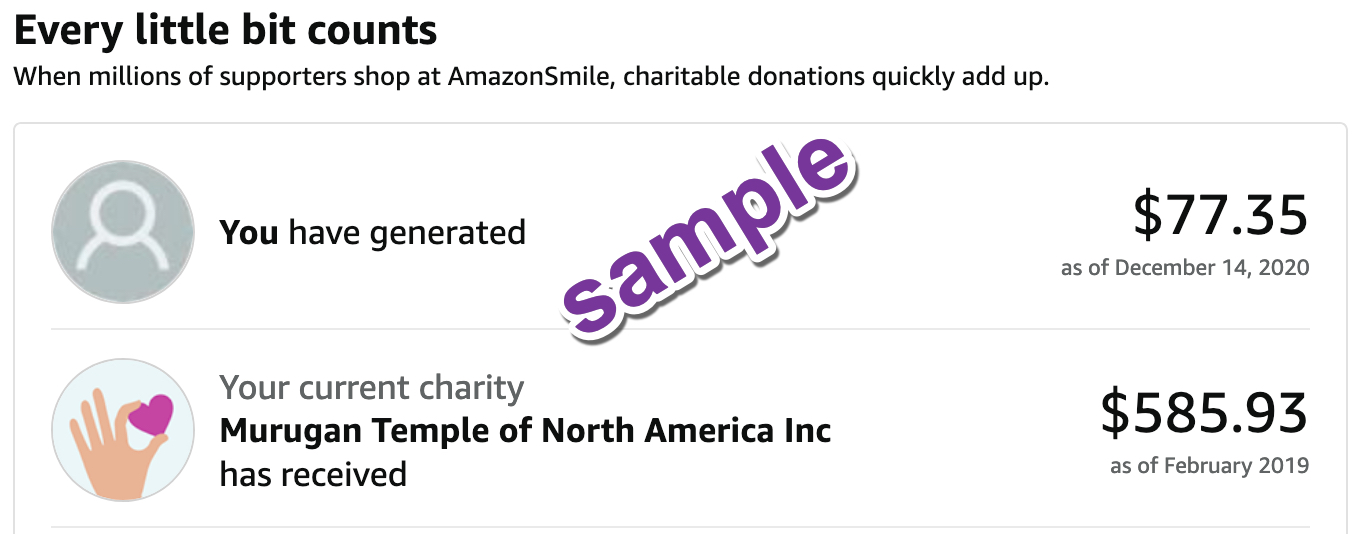 Every little bit counts
When millions of supporters shop at AmazonSmile, charitable donations quickly add up.
sample
You have generated
$77.35
as of December 14, 2020
Your current charity
Murugan Temple of North America Inc
has received
$585.93
as of February 2019